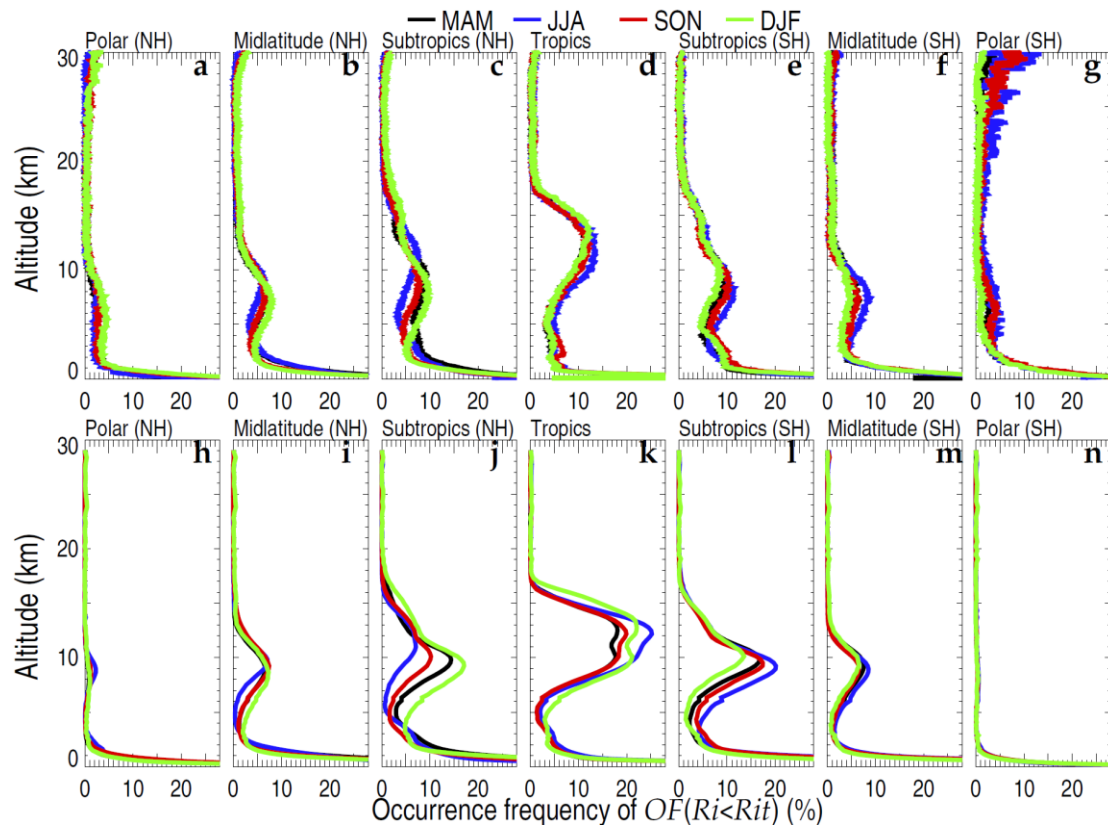 MAM JJA SON DJF
Polar (NH) Midlatitude (NH) Subtropics (NH) Tropics Subtropics (SH) Midlatitude (SH) Polar (SH)
a b c d e f g
30
20
10
0
Altitude (km)
0 10 20 0 10 20 0 10 20 0 10 20 0 10 20 0 10 20 0 10 20
Polar (NH) Midlatitude (NH) Subtropics (NH) Tropics Subtropics (SH) Midlatitude (SH) Polar (SH)
h i j k l m n
30
20
10
0
Altitude (km)
0 10 20 0 10 20 0 10 20 0 10 20 0 10 20 0 10 20 0 10 20
Occurrence frequency of OF(Ri<Rit) (%)